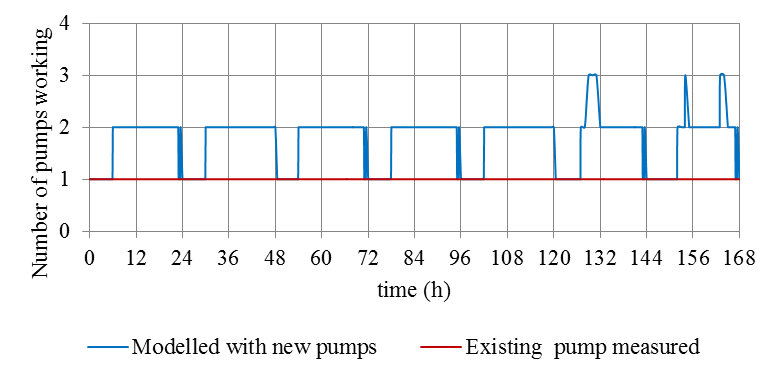 Number of pumps working
4
3
2
1
0
0 12 24 36 48 60 72 84 96 108 120 132 144 156 168
time (h)
Modelled with new pumps Existing pump measured